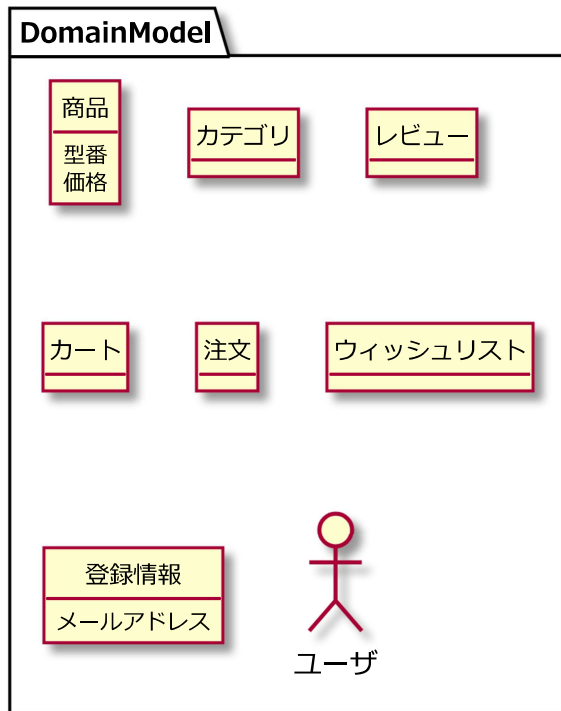 DomainModel
商品
型番
価格
カテゴリ
レビュー
カート
注文
ウィッシュリスト
登録情報
メールアドレス
ユーザ